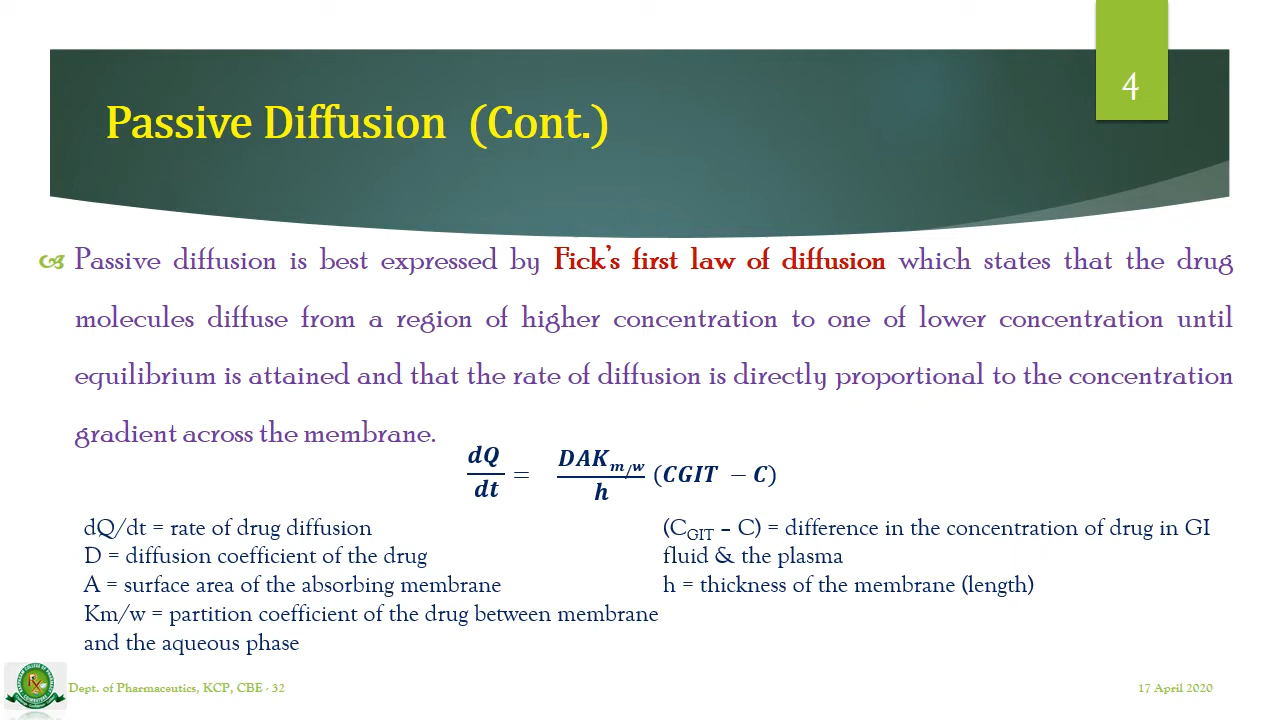 4
Passive Diffusion (Cont.)
Passive diffusion is best expressed by Fick's first law of diffusion which states that the drug
molecules diffuse from a region of higher concentration to one of lower concentration until
equilibrium is attained and that the rate of diffusion is directly proportional to the concentration
gradient across the membrane.
dQ/dt = DAK_m/w/h (CGIT − C)
dQ/dt = rate of drug diffusion
D = diffusion coefficient of the drug
A = surface area of the absorbing membrane
Km/w = partition coefficient of the drug between membrane
and the aqueous phase
(C_GIT – C) = difference in the concentration of drug in GI
fluid & the plasma
h = thickness of the membrane (length)
Dept. of Pharmaceutics, KCP, CBE - 32
17 April 2020